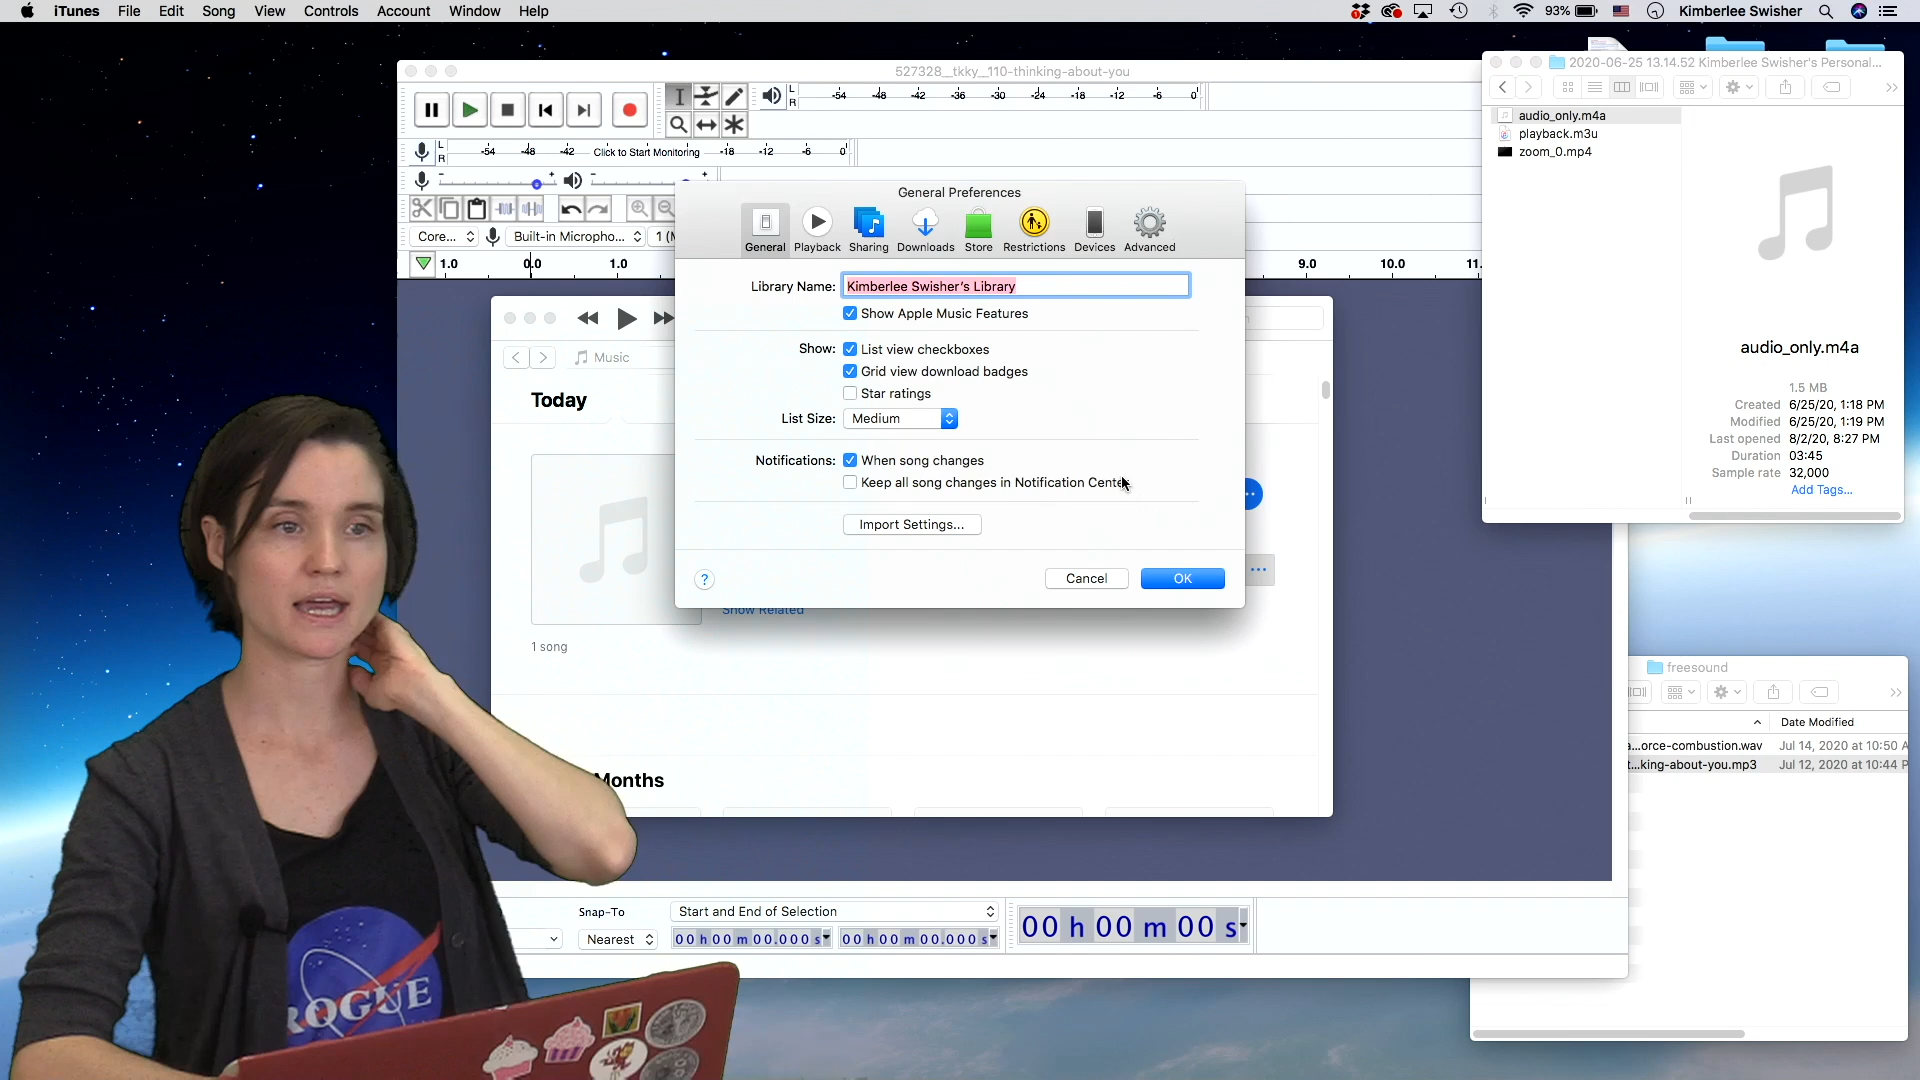 iTunes File Edit Song View Controls Account Window Help
93% Kimberlee Swisher
527328__tkky__110-thinking-about-you
L
R
-54 -48 -42 -36 -30 -24 -18 -12 -6 0
L
R
-54 -48 -42 Click to Start Monitoring -18 -12 -6 0
- + - +
Core... Built-in Micropho... 1 (M
1.0 0.0 1.0 9.0 10.0 11.
2020-06-25 13.14.52 Kimberlee Swisher's Personal...
audio_only.m4a
playback.m3u
zoom_0.mp4
audio_only.m4a
1.5 MB
Created 6/25/20, 1:18 PM
Modified 6/25/20, 1:19 PM
Last opened 8/2/20, 8:27 PM
Duration 03:45
Sample rate 32,000
Add Tags...
General Preferences
General Playback Sharing Downloads Store Restrictions Devices Advanced
Library Name: Kimberlee Swisher's Library
Show Apple Music Features
Show: List view checkboxes
Grid view download badges
Star ratings
List Size: Medium
Notifications: When song changes
Keep all song changes in Notification Center
Import Settings...
? Cancel OK
Music
Today
Show Related
1 song
Months
freesound
Date Modified
a...orce-combustion.wav Jul 14, 2020 at 10:50 A
t...king-about-you.mp3 Jul 12, 2020 at 10:44 P
Snap-To Start and End of Selection
Nearest 00 h 00 m 00.000 s 00 h 00 m 00.000 s
00 h 00 m 00 s
ROGUE